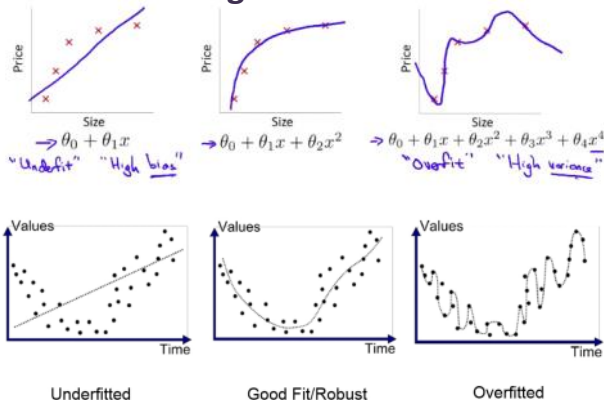 Price
Price
Price
Size
Size
Size
→ θ₀ + θ₁x
→ θ₀ + θ₁x + θ₂x²
→ θ₀ + θ₁x + θ₂x² + θ₃x³ + θ₄x⁴
"Underfit" "High bias"
"Overfit" "High variance"
Values
Values
Values
Time
Time
Time
Underfitted
Good Fit/Robust
Overfitted